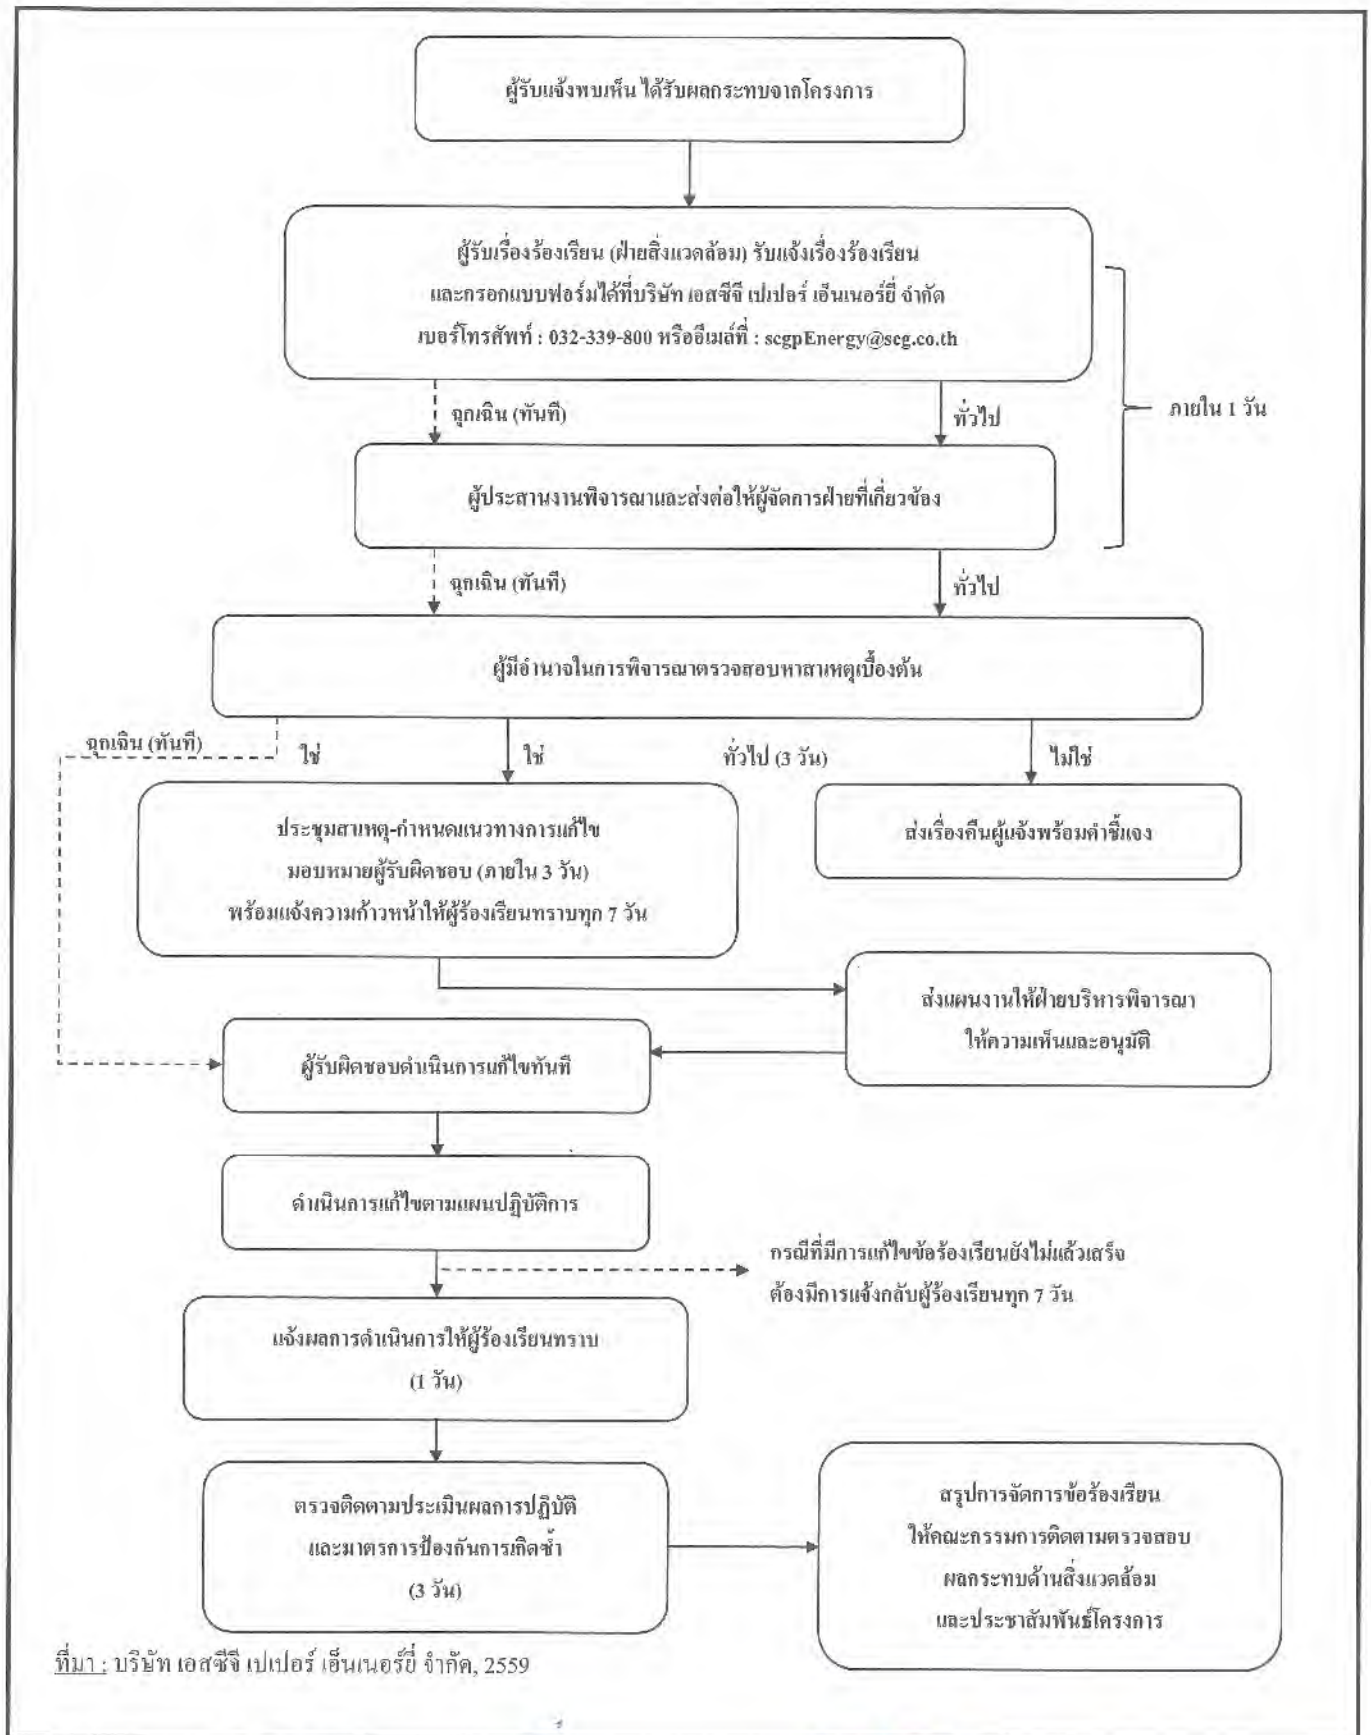 ผู้รับแจ้งพบเห็น ได้รับผลกระทบจากโครงการ
ผู้รับเรื่องร้องเรียน (ฝ่ายสิ่งแวดล้อม) รับแจ้งเรื่องร้องเรียน
และกรอกแบบฟอร์มได้ที่บริษัท เอสซีจี เปเปอร์ เอ็นเนอร์ยี่ จำกัด
เบอร์โทรศัพท์ : 032-339-800 หรืออีเมล์ที่ : scgpEnergy@scg.co.th
ฉุกเฉิน (ทันที)
ทั่วไป
ภายใน 1 วัน
ผู้ประสานงานพิจารณาและส่งต่อให้ผู้จัดการฝ่ายที่เกี่ยวข้อง
ฉุกเฉิน (ทันที)
ทั่วไป
ผู้มีอำนาจในการพิจารณาตรวจสอบหาสาเหตุเบื้องต้น
ฉุกเฉิน (ทันที)
ใช่
ใช่
ทั่วไป (3 วัน)
ไม่ใช่
ประชุมสาเหตุ-กำหนดแนวทางการแก้ไข
มอบหมายผู้รับผิดชอบ (ภายใน 3 วัน)
พร้อมแจ้งความก้าวหน้าให้ผู้ร้องเรียนทราบทุก 7 วัน
ส่งเรื่องคืนผู้แจ้งพร้อมคำชี้แจง
ส่งแผนงานให้ฝ่ายบริหารพิจารณา
ให้ความเห็นและอนุมัติ
ผู้รับผิดชอบดำเนินการแก้ไขทันที
ดำเนินการแก้ไขตามแผนปฏิบัติการ
กรณีที่มีการแก้ไขข้อร้องเรียนยังไม่แล้วเสร็จ
ต้องมีการแจ้งกลับผู้ร้องเรียนทุก 7 วัน
แจ้งผลการดำเนินการให้ผู้ร้องเรียนทราบ
(1 วัน)
ตรวจติดตามประเมินผลการปฏิบัติ
และมาตรการป้องกันการเกิดซ้ำ
(3 วัน)
สรุปการจัดการข้อร้องเรียน
ให้คณะกรรมการติดตามตรวจสอบ
ผลกระทบด้านสิ่งแวดล้อม
และประชาสัมพันธ์โครงการ
ที่มา : บริษัท เอสซีจี เปเปอร์ เอ็นเนอร์ยี่ จำกัด, 2559